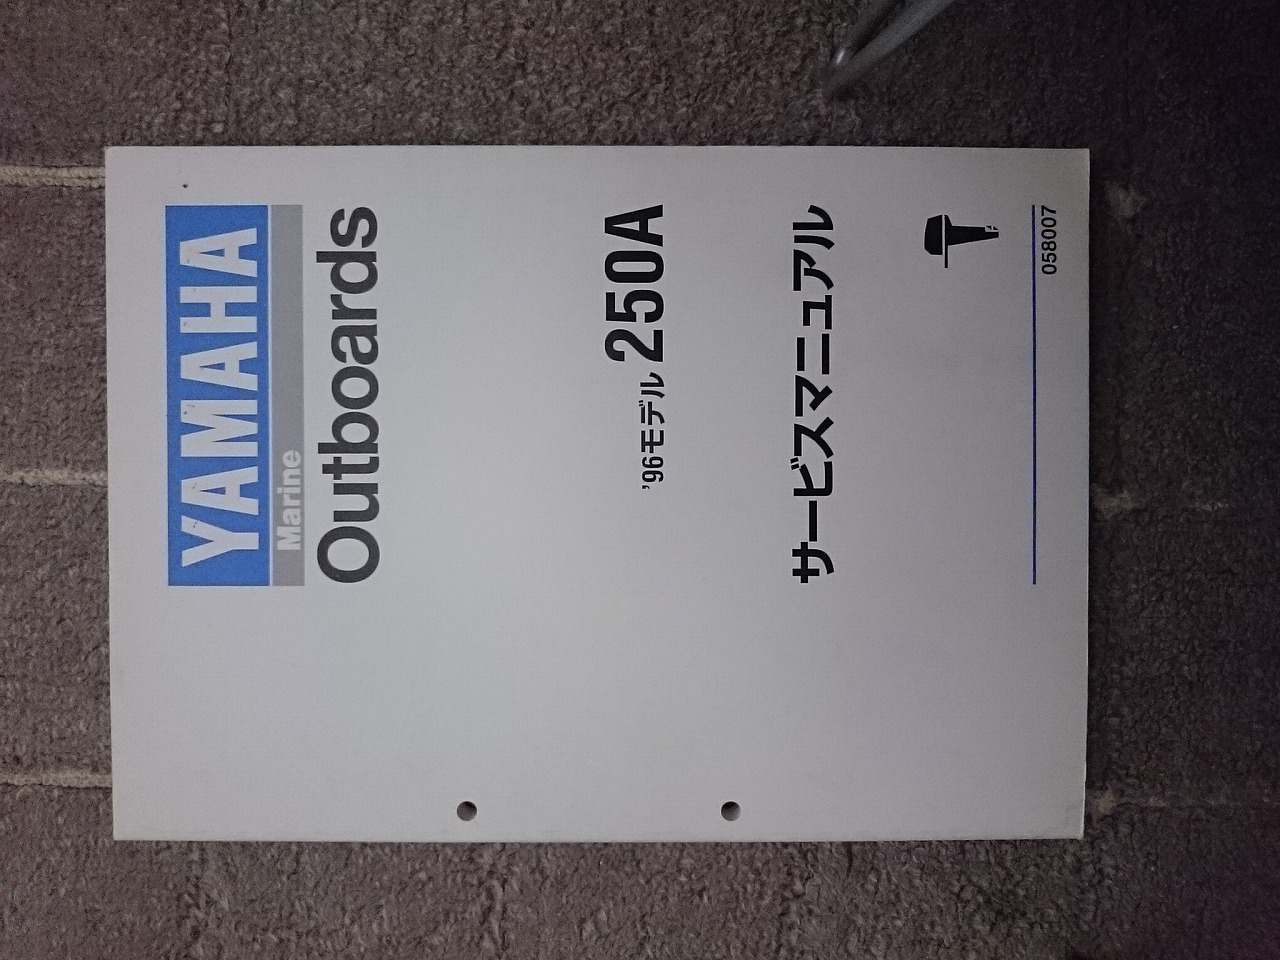 YAMAHA
Marine
Outboards
'96モデル 250A
サービスマニュアル
058007